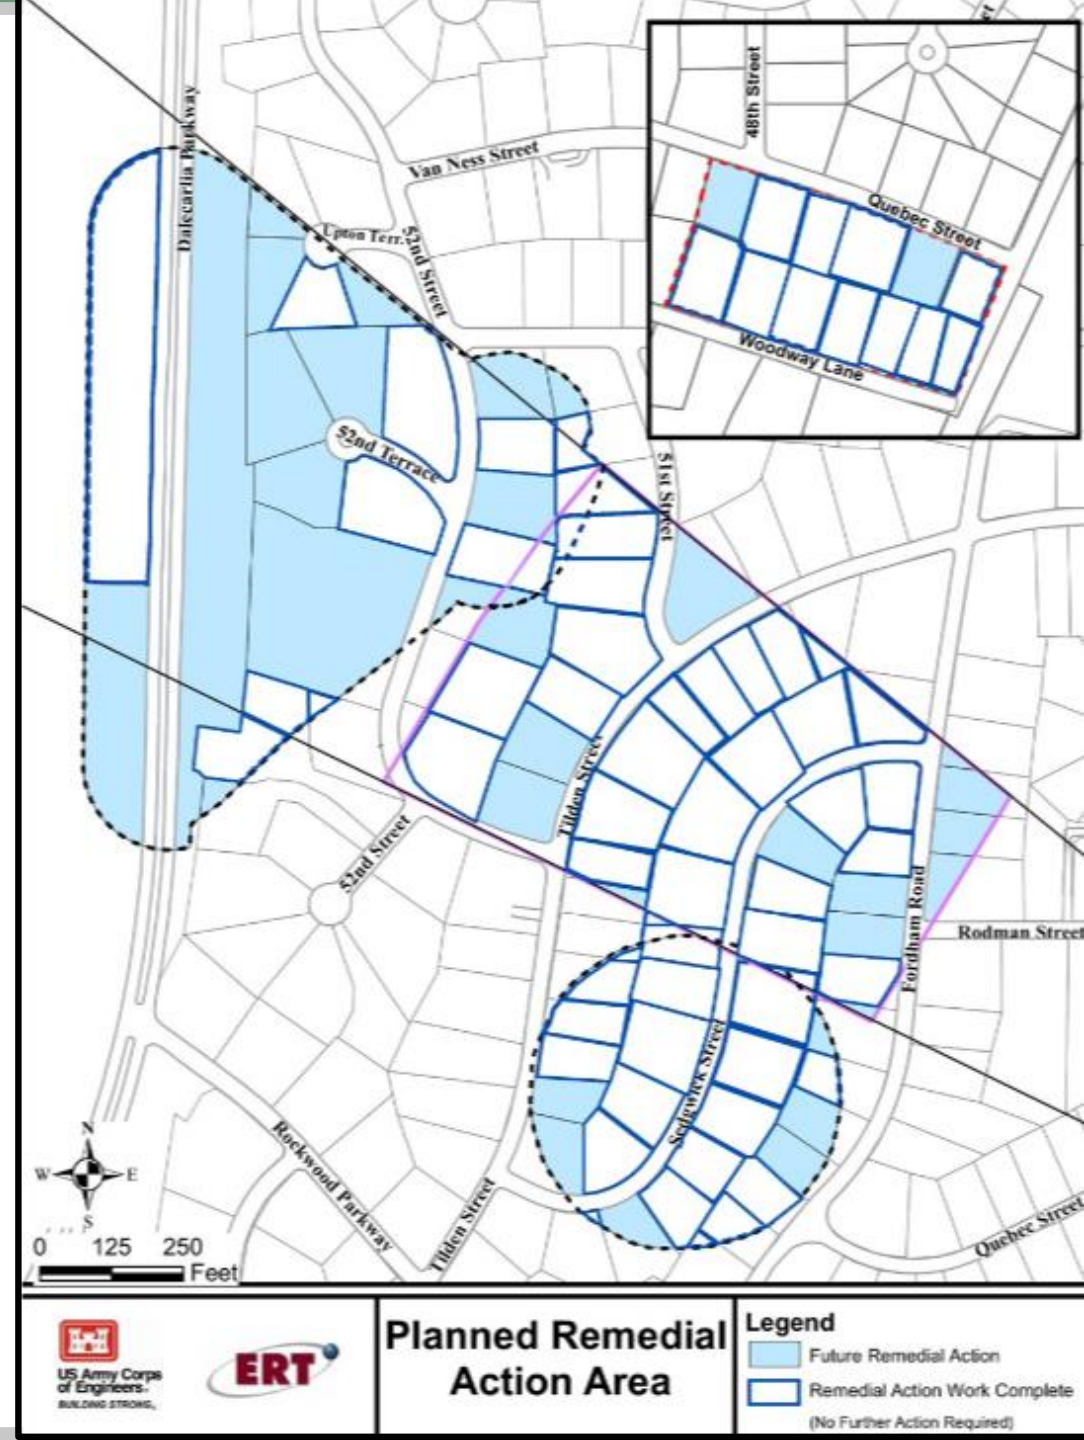 48th Street
Dalecarlia Parkway
Van Ness Street
Quebec Street
Upton Terr.
52nd Street
Woodway Lane
52nd Terrace
51st Street
Tilden Street
52nd Street
Fordham Road
Rodman Street
Sedgwick Street
Rockwood Parkway
Tilden Street
Quebec Street
N
W E
S
0 125 250
Feet
US Army Corps
of Engineers.
BUILDING STRONG.
ERT
Planned Remedial
Action Area
Legend
Future Remedial Action
Remedial Action Work Complete
(No Further Action Required)